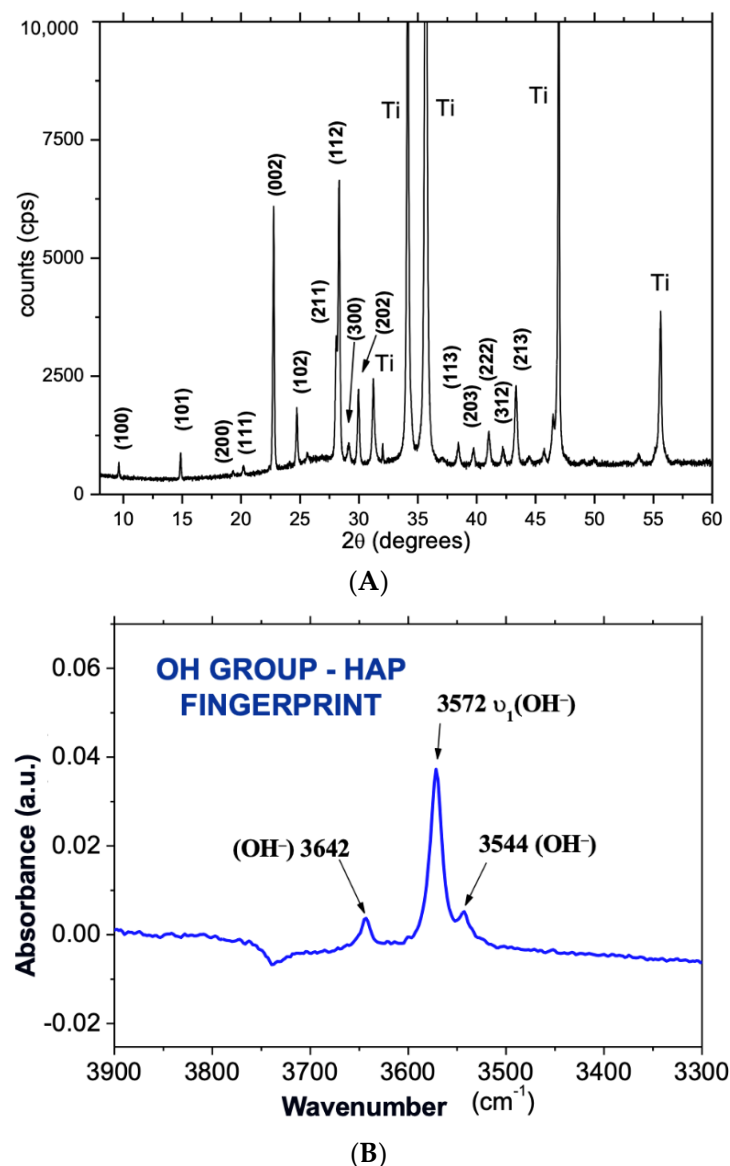 10,000
7500
5000
2500
0
counts (cps)
(100)
(101)
(200)
(111)
(002)
(102)
(211)
(112)
(300)
(202)
Ti
Ti
Ti
(113)
(203)
(222)
(312)
(213)
Ti
Ti
10 15 20 25 30 35 40 45 50 55 60
2θ (degrees)
(A)
OH GROUP - HAP
FINGERPRINT
3572 υ1(OH⁻)
(OH⁻) 3642
3544 (OH⁻)
0.06
0.04
0.02
0.00
-0.02
Absorbance (a.u.)
3900 3800 3700 3600 3500 3400 3300
Wavenumber (cm⁻¹)
(B)